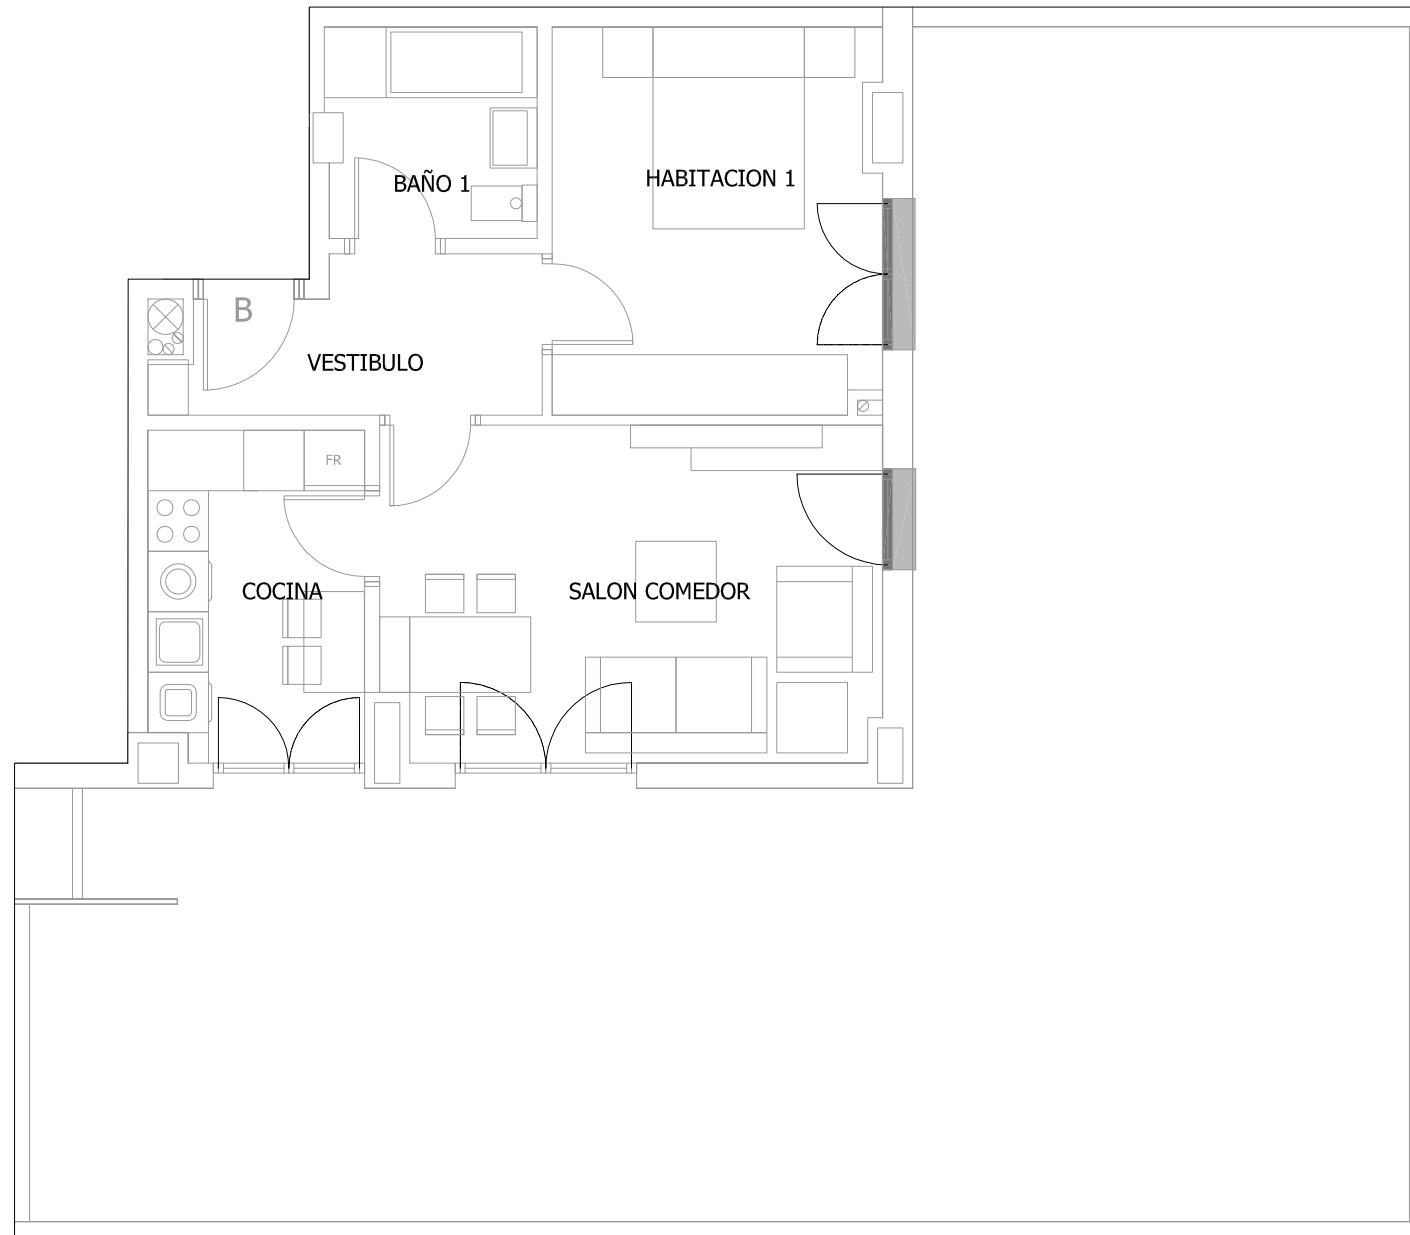 HABITACION 1
BAÑO 1
B
VESTIBULO
FR
COCINA
SALON COMEDOR